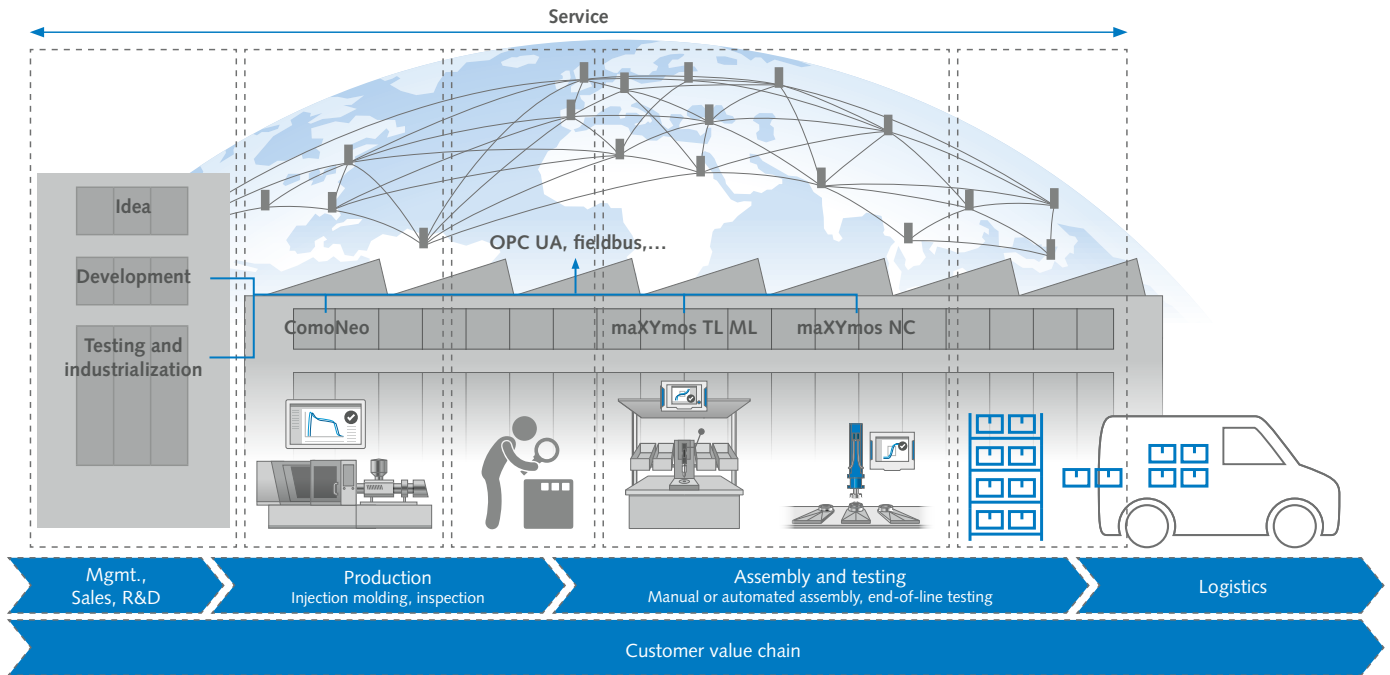 Service
Idea
Development
Testing and
industrialization
OPC UA, fieldbus,...
ComoNeo
maXYmos TL ML
maXYmos NC
Mgmt.,
Sales, R&D
Production
Injection molding, inspection
Assembly and testing
Manual or automated assembly, end-of-line testing
Logistics
Customer value chain